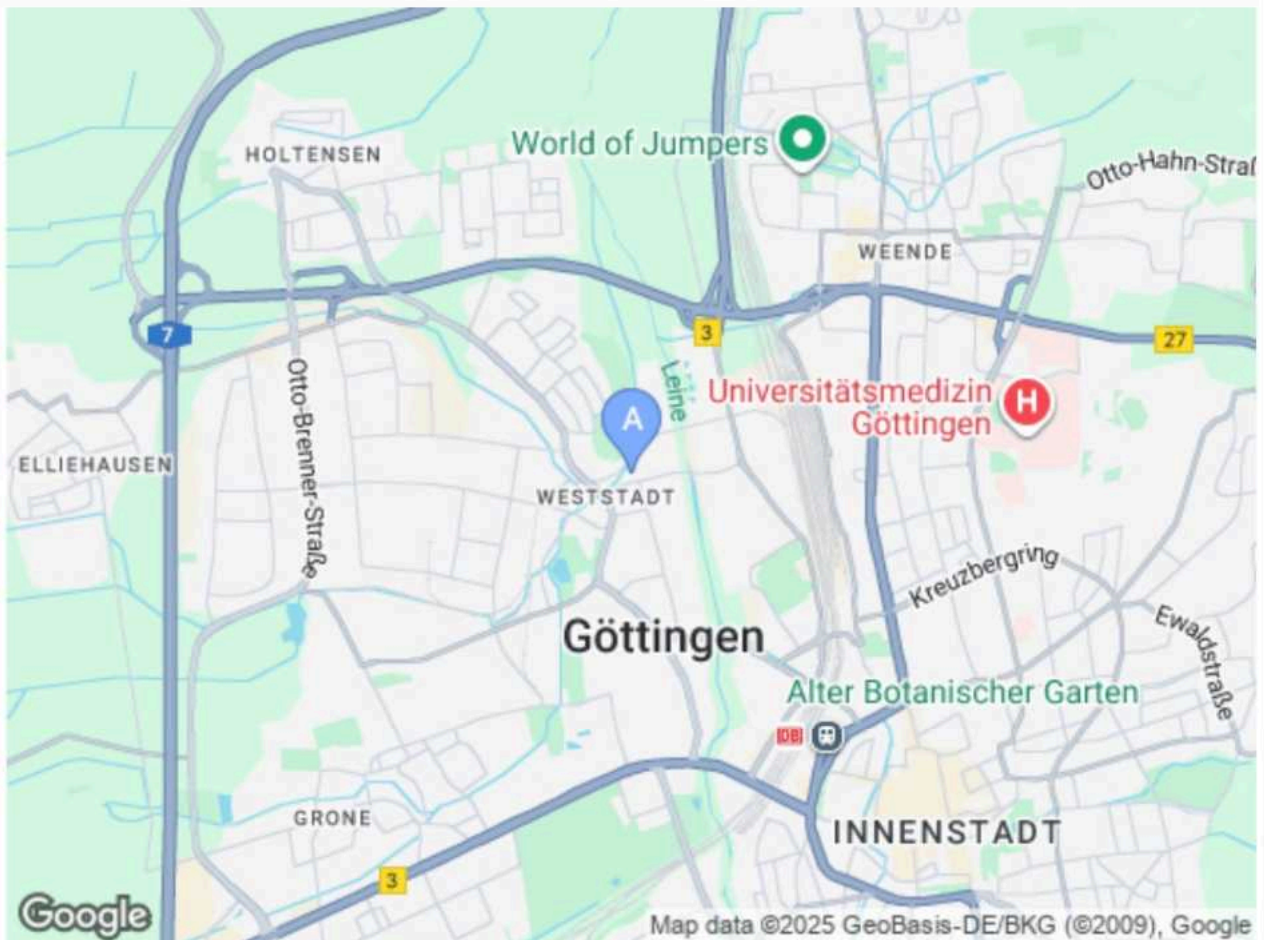 HOLTENSEN
World of Jumpers
Otto-Hahn-Straß
WEENDE
7
3
27
Otto-Brenner-Straße
Leine
Universitätsmedizin
Göttingen
H
A
ELLIEHAUSEN
WESTSTADT
Kreuzbergring
Göttingen
Ewaldstraße
Alter Botanischer Garten
DB
GRONE
INNENSTADT
3
Google
Map data ©2025 GeoBasis-DE/BKG (©2009), Google